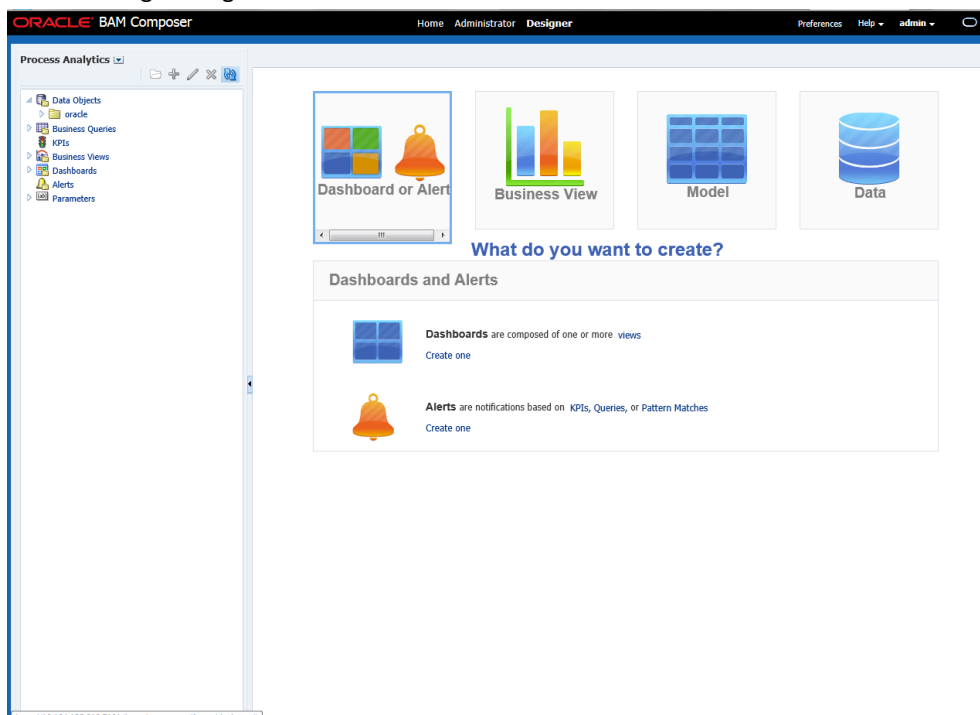 ORACLE BAM Composer
Home Administrator Designer
Preferences Help admin
Process Analytics
Data Objects
oracle
Business Queries
KPIs
Business Views
Dashboards
Alerts
Parameters
Dashboard or Alert
Business View
Model
Data
What do you want to create?
Dashboards and Alerts
Dashboards are composed of one or more views
Create one
Alerts are notifications based on KPIs, Queries, or Pattern Matches
Create one